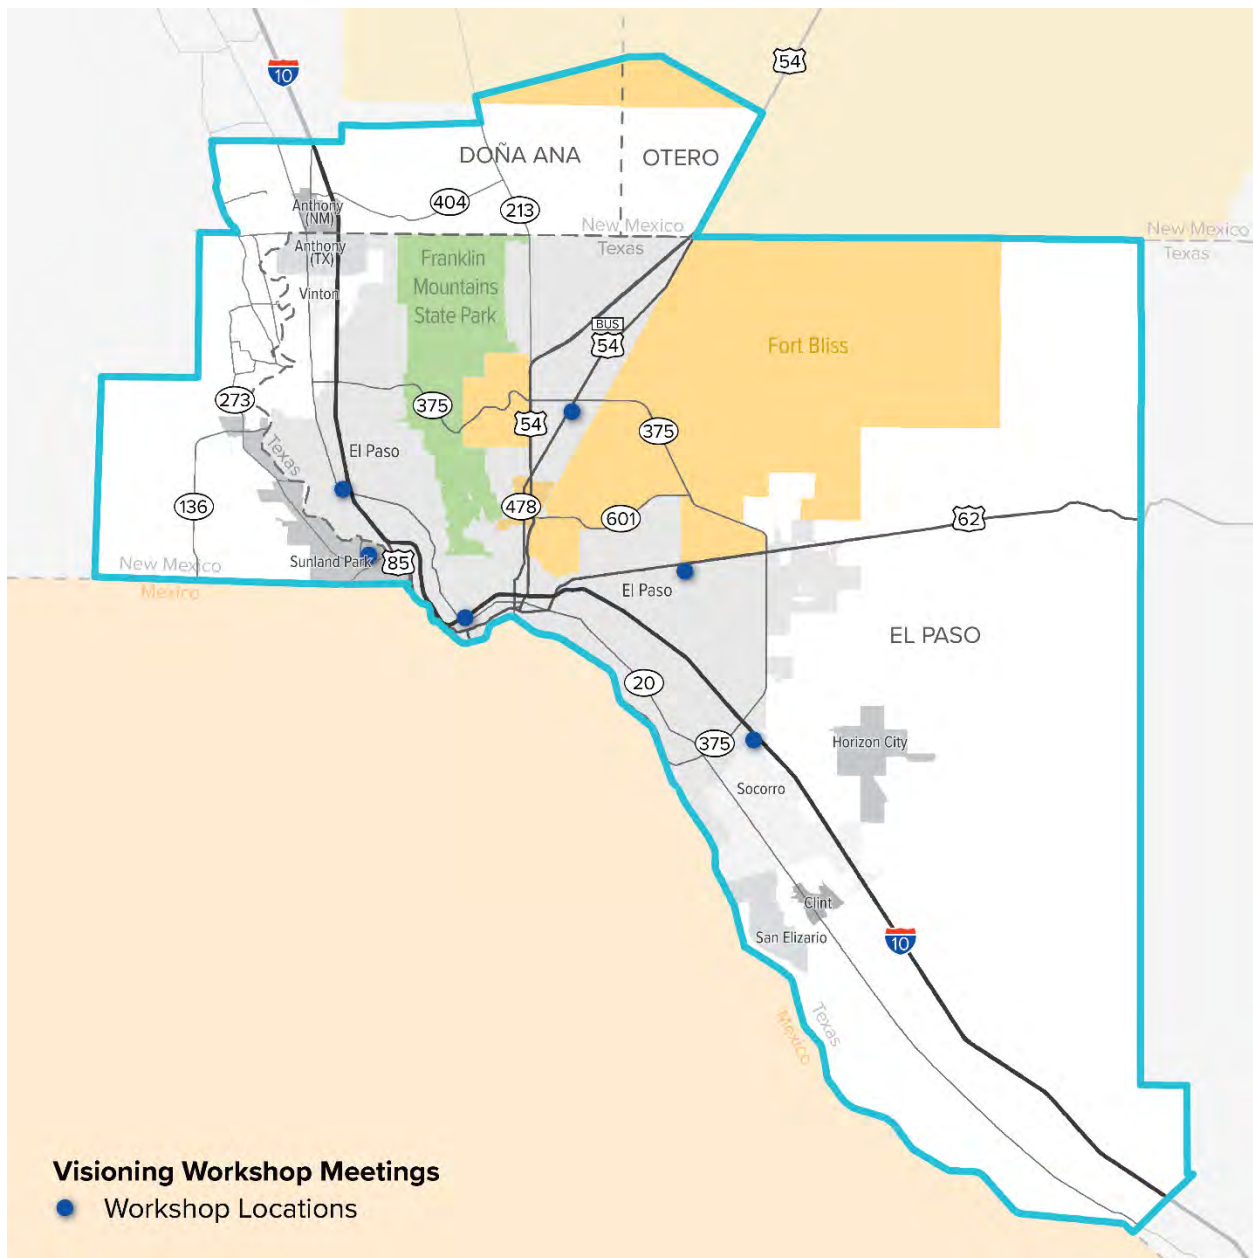 54
10
DOÑA ANA
OTERO
404
213
Anthony
(NM)
New Mexico
Texas
New Mexico
Texas
Anthony
(TX)
Franklin
Mountains
State Park
Vinton
BUS
54
Fort Bliss
273
375
54
375
Texas
El Paso
136
478
601
62
New Mexico
Mexico
Sunland Park
85
El Paso
EL PASO
20
375
Horizon City
Socorro
Clint
San Elizario
10
Texas
Mexico
Visioning Workshop Meetings
Workshop Locations